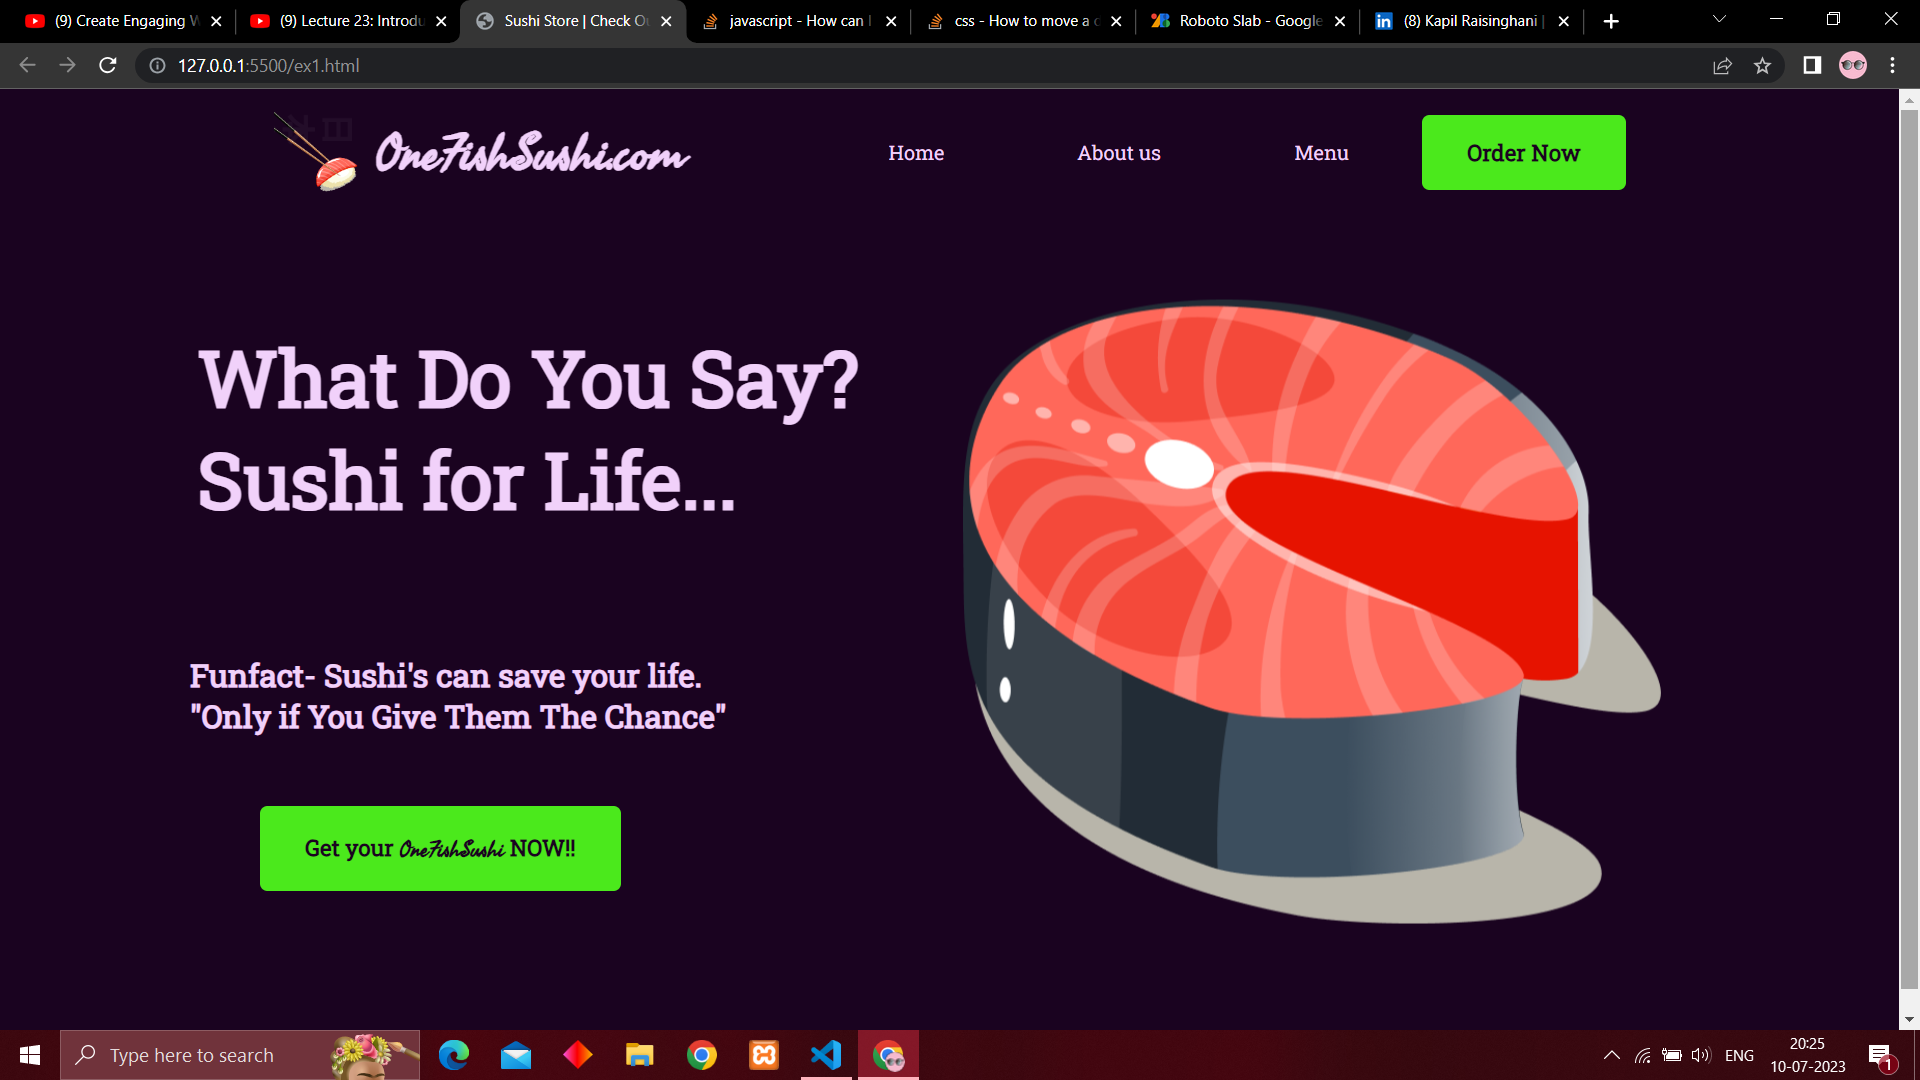 (9) Create Engaging W
(9) Lecture 23: Introdu
Sushi Store | Check Ou
javascript - How can I
css - How to move a c
Roboto Slab - Google
(8) Kapil Raisinghani |
127.0.0.1:5500/ex1.html
OneFishSushi.com
Home
About us
Menu
Order Now
What Do You Say?
Sushi for Life...
Funfact- Sushi's can save your life.
"Only if You Give Them The Chance"
Get your OneFishSushi NOW!!
Type here to search
ENG
20:25
10-07-2023
1